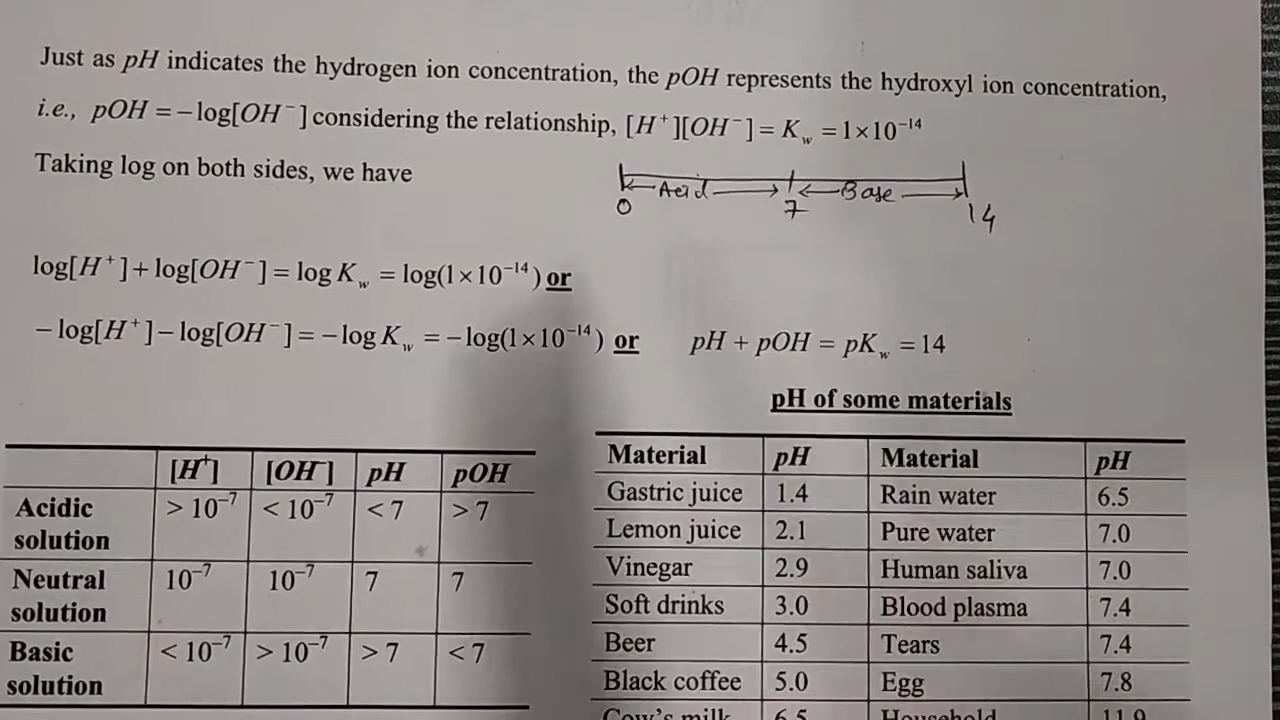 Just as pH indicates the hydrogen ion concentration, the pOH represents the hydroxyl ion concentration,
i.e., pOH = −log[OH⁻] considering the relationship, [H⁺][OH⁻] = K_w = 1×10⁻¹⁴
Taking log on both sides, we have
Acid Base
0 7 14
log[H⁺]+log[OH⁻] = log K_w = log(1×10⁻¹⁴) or
−log[H⁺]−log[OH⁻] = −log K_w = −log(1×10⁻¹⁴) or pH + pOH = pK_w = 14
pH of some materials
[H⁺] [OH⁻] pH pOH
Acidic solution > 10⁻⁷ < 10⁻⁷ < 7 > 7
Neutral solution 10⁻⁷ 10⁻⁷ 7 7
Basic solution < 10⁻⁷ > 10⁻⁷ > 7 < 7
Material pH Material pH
Gastric juice 1.4 Rain water 6.5
Lemon juice 2.1 Pure water 7.0
Vinegar 2.9 Human saliva 7.0
Soft drinks 3.0 Blood plasma 7.4
Beer 4.5 Tears 7.4
Black coffee 5.0 Egg 7.8
Cow's milk 6.5 Household 11.9